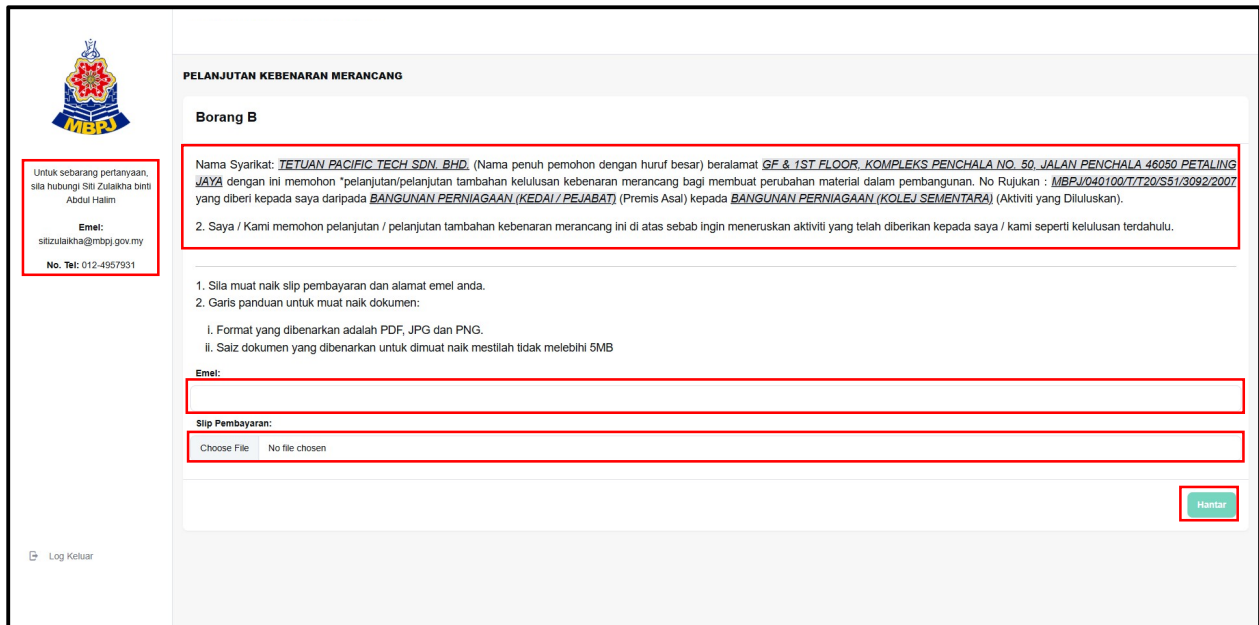 MBPJ
Untuk sebarang pertanyaan,
sila hubungi Siti Zulaikha binti
Abdul Halim
Emel:
sitizulaikha@mbpj.gov.my
No. Tel: 012-4957931
Log Keluar
PELANJUTAN KEBENARAN MERANCANG
Borang B
Nama Syarikat: TETUAN PACIFIC TECH SDN. BHD. (Nama penuh pemohon dengan huruf besar) beralamat GF & 1ST FLOOR, KOMPLEKS PENCHALA NO. 50, JALAN PENCHALA 46050 PETALING
JAYA dengan ini memohon *pelanjutan/pelanjutan tambahan kelulusan kebenaran merancang bagi membuat perubahan material dalam pembangunan. No Rujukan : MBPJ/040100/T/T20/S51/3092/2007
yang diberi kepada saya daripada BANGUNAN PERNIAGAAN (KEDAI / PEJABAT) (Premis Asal) kepada BANGUNAN PERNIAGAAN (KOLEJ SEMENTARA) (Aktiviti yang Diluluskan).
2. Saya / Kami memohon pelanjutan / pelanjutan tambahan kebenaran merancang ini di atas sebab ingin meneruskan aktiviti yang telah diberikan kepada saya / kami seperti kelulusan terdahulu.
1. Sila muat naik slip pembayaran dan alamat emel anda.
2. Garis panduan untuk muat naik dokumen:
i. Format yang dibenarkan adalah PDF, JPG dan PNG.
ii. Saiz dokumen yang dibenarkan untuk dimuat naik mestilah tidak melebihi 5MB
Emel:
Slip Pembayaran:
Choose File No file chosen
Hantar